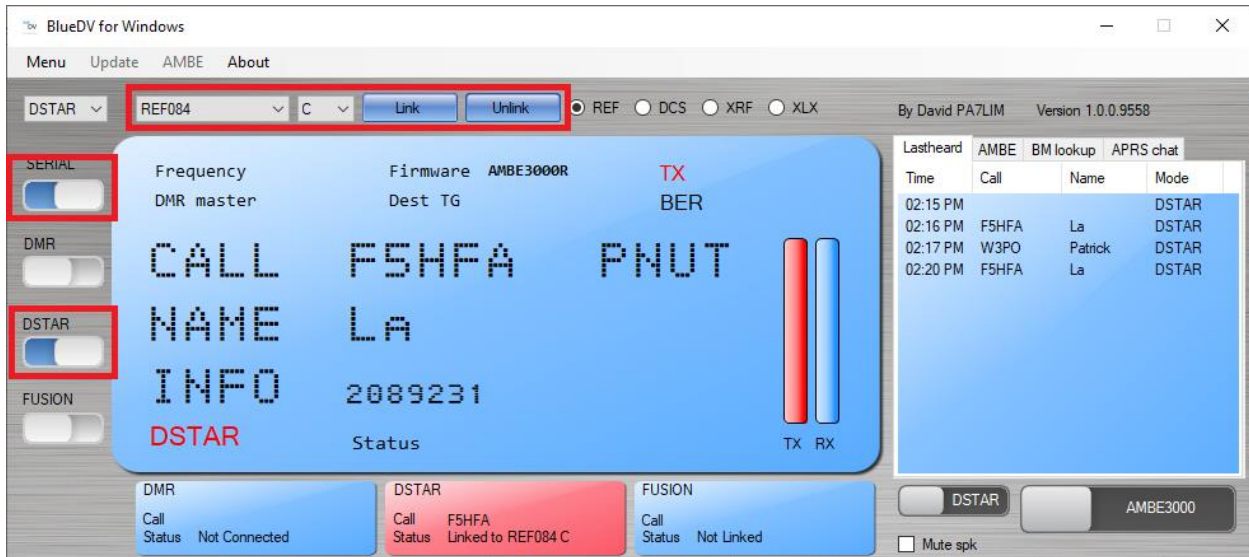 BlueDV for Windows
Menu Update AMBE About
DSTAR REF084 C Link Unlink REF DCS XRF XLX By David PA7LIM Version 1.0.0.9558
SERIAL
DMR
DSTAR
FUSION
Frequency Firmware AMBE3000R TX
DMR master Dest TG BER
CALL F5HFA PNUT
NAME La
INFO 2089231
DSTAR Status TX RX
Lastheard AMBE BM lookup APRS chat
Time Call Name Mode
02:15 PM DSTAR
02:16 PM F5HFA La DSTAR
02:17 PM W3PO Patrick DSTAR
02:20 PM F5HFA La DSTAR
DMR
Call
Status Not Connected
DSTAR
Call F5HFA
Status Linked to REF084 C
FUSION
Call
Status Not Linked
DSTAR AMBE3000
Mute spk